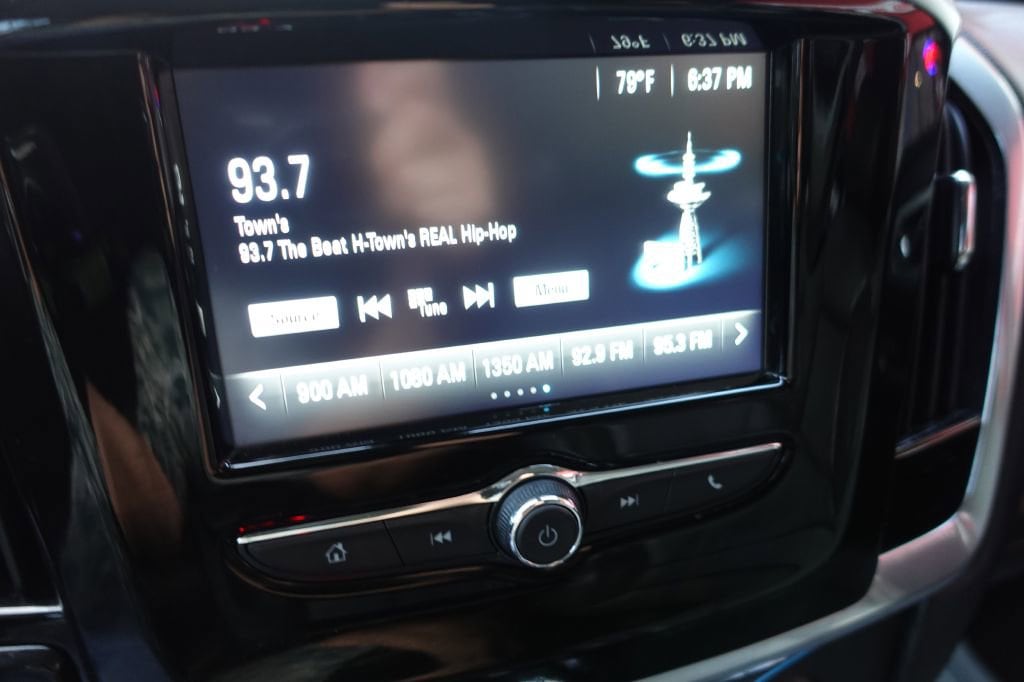 79°F 6:37 PM
93.7
Town's
93.7 The Beat H-Town's REAL Hip-Hop
Source Tune Menu
900 AM 1080 AM 1350 AM 92.9 FM 95.3 FM